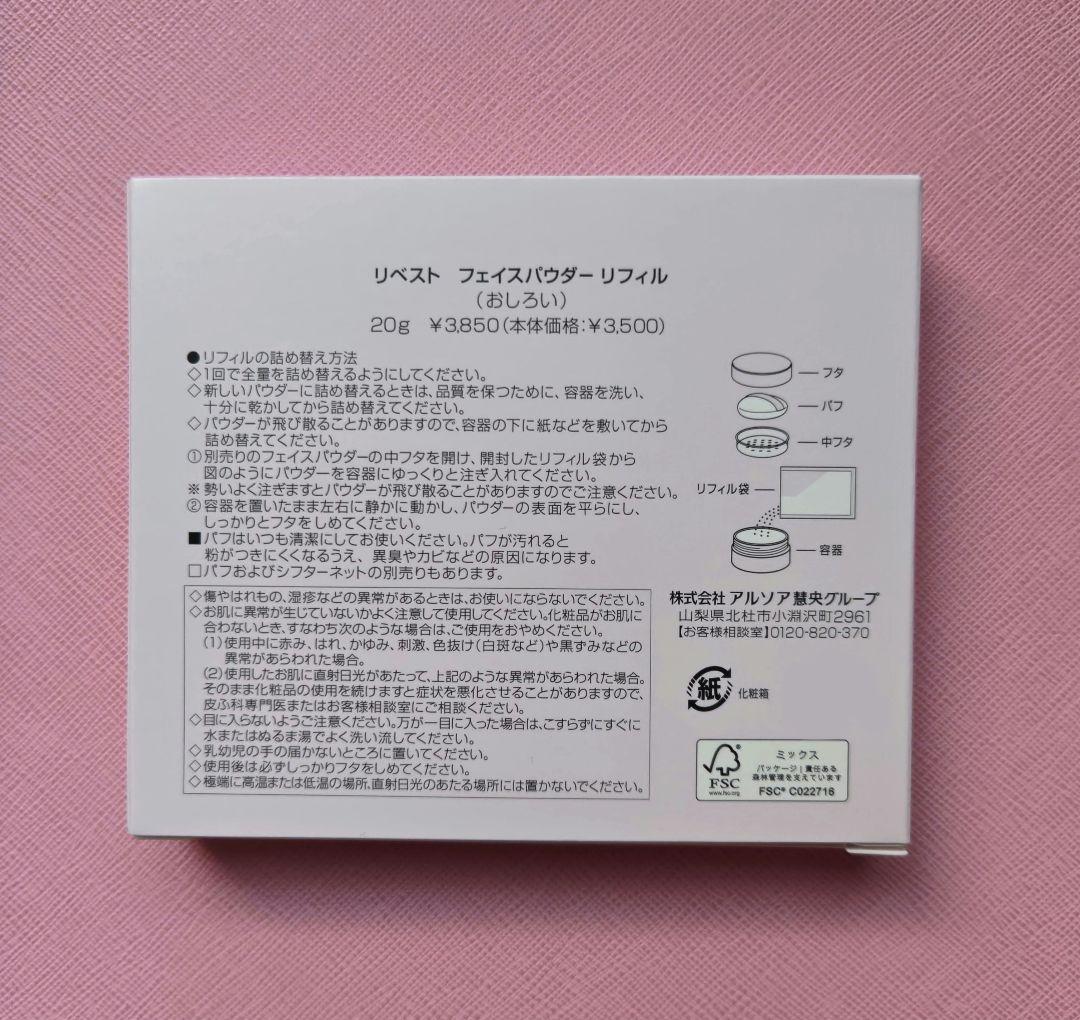 リベスト　フェイスパウダー リフィル
（おしろい）
20g　¥3,850（本体価格：¥3,500）
●リフィルの詰め替え方法
◇1回で全量を詰め替えるようにしてください。
◇新しいパウダーに詰め替えるときは、品質を保つために、容器を洗い、
十分に乾かしてから詰め替えてください。
◇パウダーが飛び散ることがありますので、容器の下に紙などを敷いてから
詰め替えてください。
①別売りのフェイスパウダーの中フタを開け、開封したリフィル袋から
図のようにパウダーを容器にゆっくりと注ぎ入れてください。
※勢いよく注ぎますとパウダーが飛び散ることがありますのでご注意ください。
②容器を置いたまま左右に静かに動かし、パウダーの表面を平らにし、
しっかりとフタをしめてください。
■パフはいつも清潔にしてお使いください。パフが汚れると
粉がつきにくくなるうえ、異臭やカビなどの原因になります。
□パフおよびシフターネットの別売りもあります。
フタ
パフ
中フタ
リフィル袋
容器
◇傷やはれもの、湿疹などの異常があるときは、お使いにならないでください。
◇お肌に異常が生じていないかよく注意して使用してください。化粧品がお肌に
合わないとき、すなわち次のような場合は、ご使用をおやめください。
（1）使用中に赤み、はれ、かゆみ、刺激、色抜け（白斑など）や黒ずみなどの
異常があらわれた場合。
（2）使用したお肌に直射日光があたって、上記のような異常があらわれた場合。
そのまま化粧品の使用を続けますと症状を悪化させることがありますので、
皮ふ科専門医またはお客様相談室にご相談ください。
◇目に入らないようご注意ください。万が一目に入った場合は、こすらずにすぐに
水またはぬるま湯でよく洗い流してください。
◇乳幼児の手の届かないところに置いてください。
◇使用後は必ずしっかりフタをしめてください。
◇極端に高温または低温の場所、直射日光のあたる場所には置かないでください。
株式会社 アルソア慧央グループ
山梨県北杜市小淵沢町2961
【お客様相談室】0120-820-370
紙
化粧箱
FSC
www.fsc.org
ミックス
パッケージ｜責任ある
森林管理を支えています
FSC® C022716